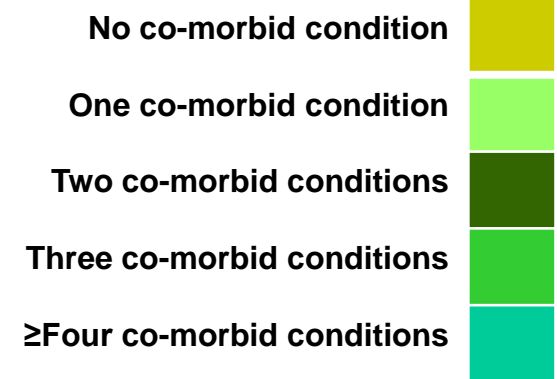 No co-morbid condition
One co-morbid condition
Two co-morbid conditions
Three co-morbid conditions
≥Four co-morbid conditions